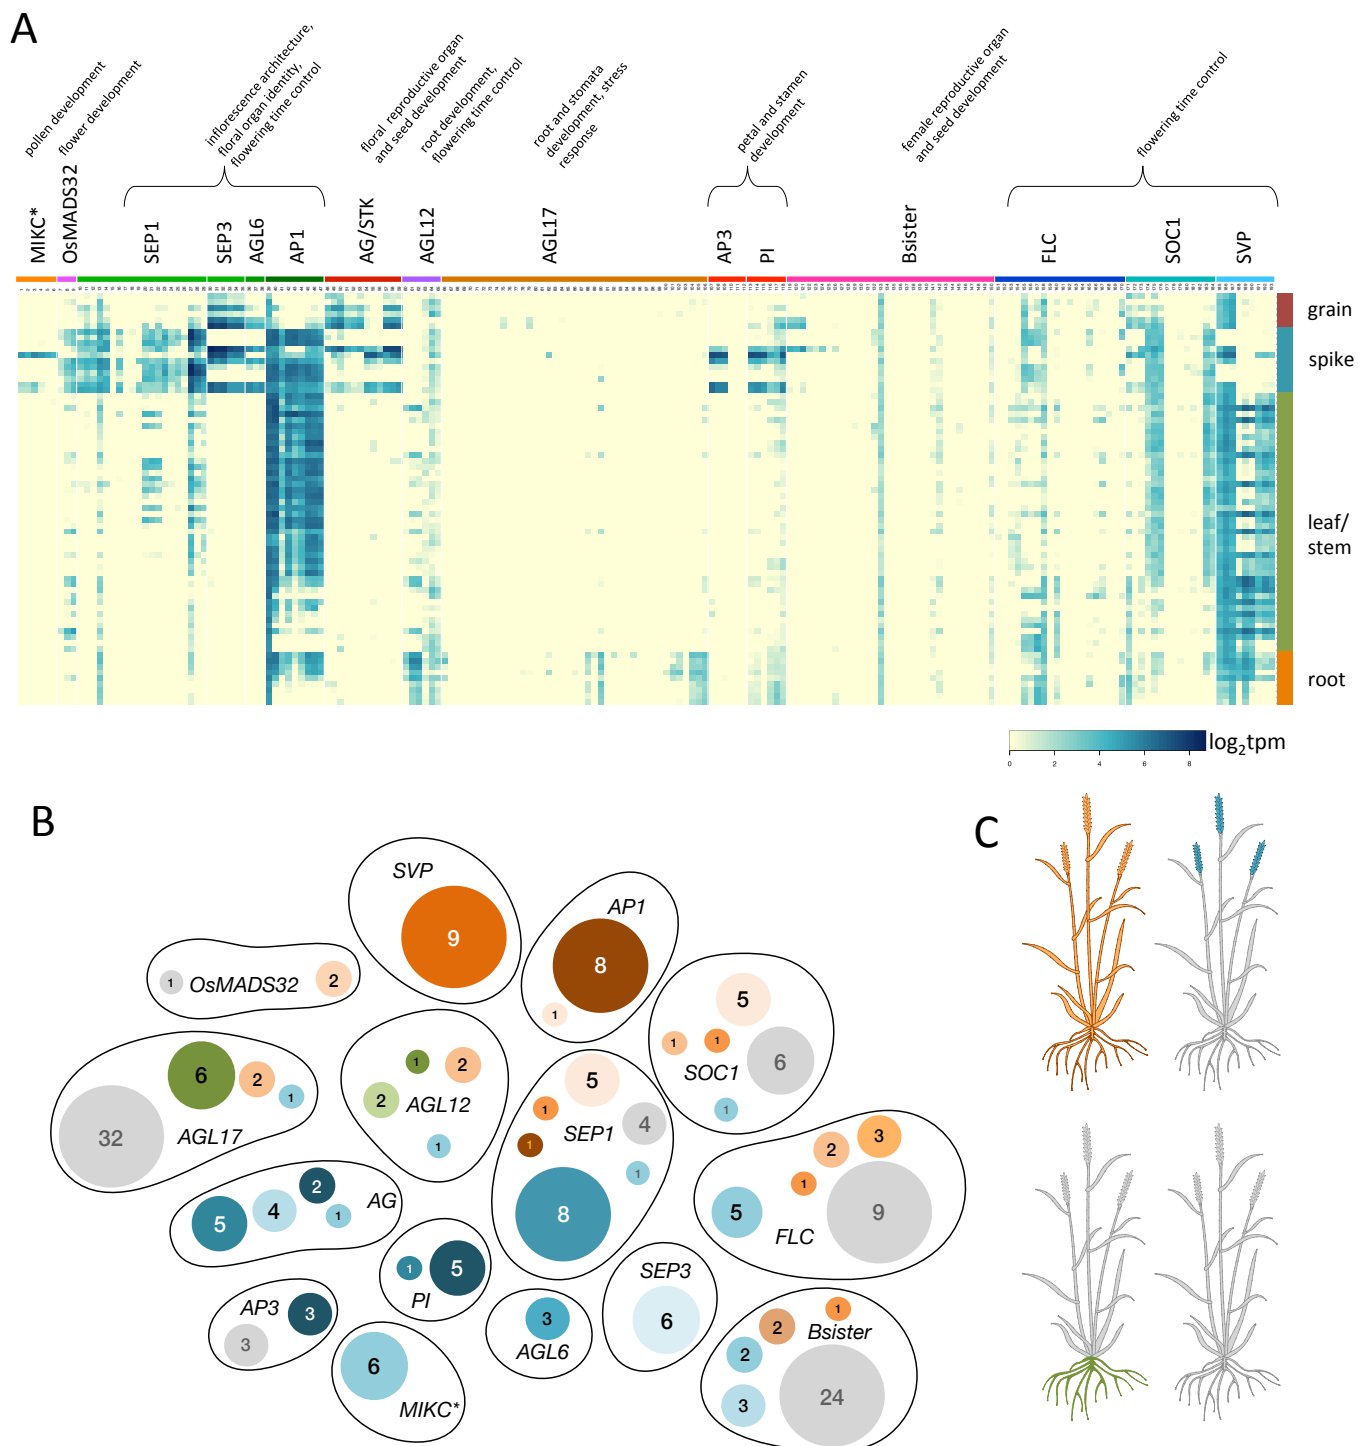 A
pollen development
flower development
inflorescence architecture,
floral organ identity,
flowering time control
floral reproductive organ
and seed development
root development,
flowering time control
root and stomata
development, stress
response
petal and stamen
development
female reproductive organ
and seed development
flowering time control
MIKC*
OsMADS32
SEP1
SEP3
AGL6
AP1
AG/STK
AGL12
AGL17
AP3
PI
Bsister
FLC
SOC1
SVP
grain
spike
leaf/
stem
root
log2tpm
0 2 4 6 8
B
C
SVP
9
AP1
8
1
1
OsMADS32
2
5
1
1
SOC1
6
1
6
2
1
32
AGL17
1
2
2
AGL12
1
5
1
4
SEP1
1
1
8
3
2
1
5
9
FLC
2
AG
5
4
1
1
5
PI
SEP3
6
AP3
3
3
3
AGL6
6
MIKC*
1
2
Bsister
2
24
3